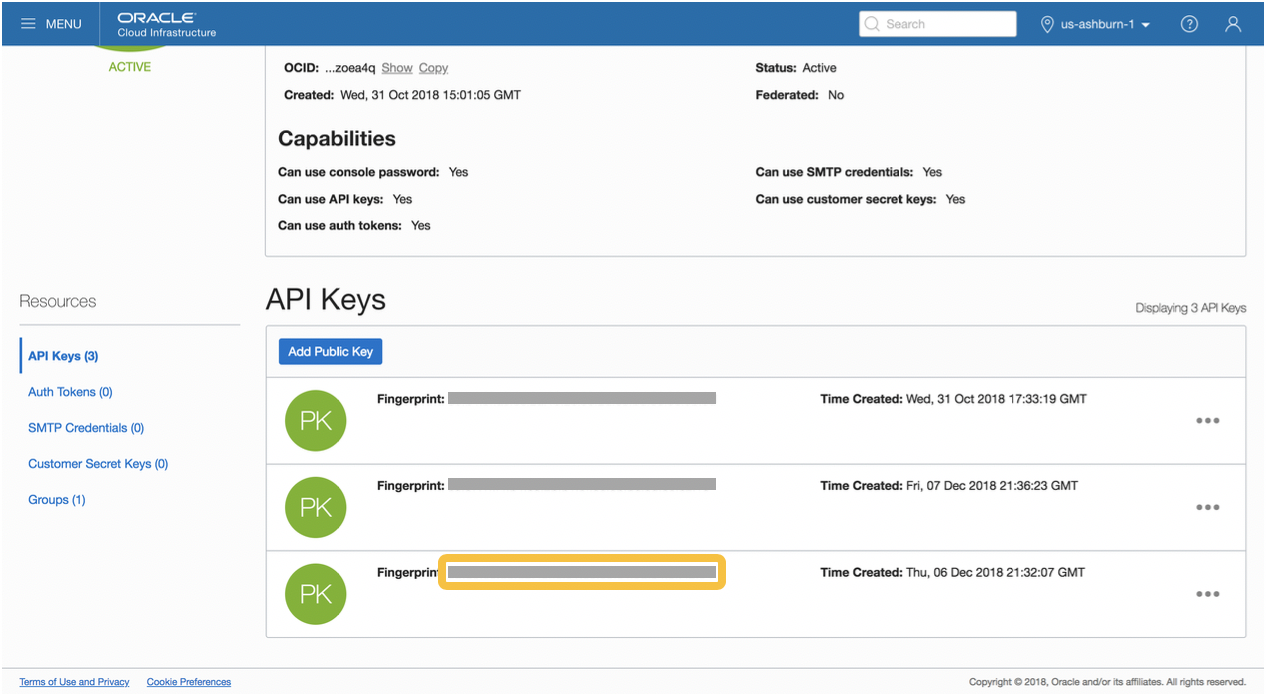 MENU
ORACLE
Cloud Infrastructure
Search
us-ashburn-1
ACTIVE
OCID: ...zoea4q Show Copy
Status: Active
Created: Wed, 31 Oct 2018 15:01:05 GMT
Federated: No
Capabilities
Can use console password: Yes
Can use SMTP credentials: Yes
Can use API keys: Yes
Can use customer secret keys: Yes
Can use auth tokens: Yes
Resources
API Keys (3)
Auth Tokens (0)
SMTP Credentials (0)
Customer Secret Keys (0)
Groups (1)
API Keys
Displaying 3 API Keys
Add Public Key
PK
Fingerprint:
Time Created: Wed, 31 Oct 2018 17:33:19 GMT
PK
Fingerprint:
Time Created: Fri, 07 Dec 2018 21:36:23 GMT
PK
Fingerprint
Time Created: Thu, 06 Dec 2018 21:32:07 GMT
Terms of Use and Privacy
Cookie Preferences
Copyright © 2018, Oracle and/or its affiliates. All rights reserved.